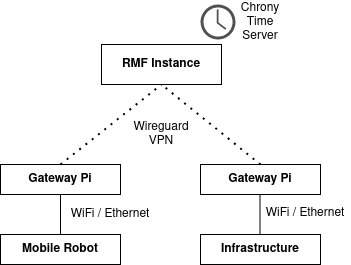 Chrony
Time
Server
RMF Instance
Wireguard
VPN
Gateway Pi
Gateway Pi
WiFi / Ethernet
WiFi / Ethernet
Mobile Robot
Infrastructure